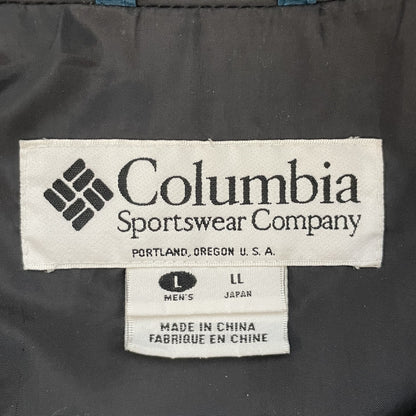 Columbia
Sportswear Company
PORTLAND, OREGON U.S.A.
L LL
MEN'S JAPAN
MADE IN CHINA
FABRIQUE EN CHINE